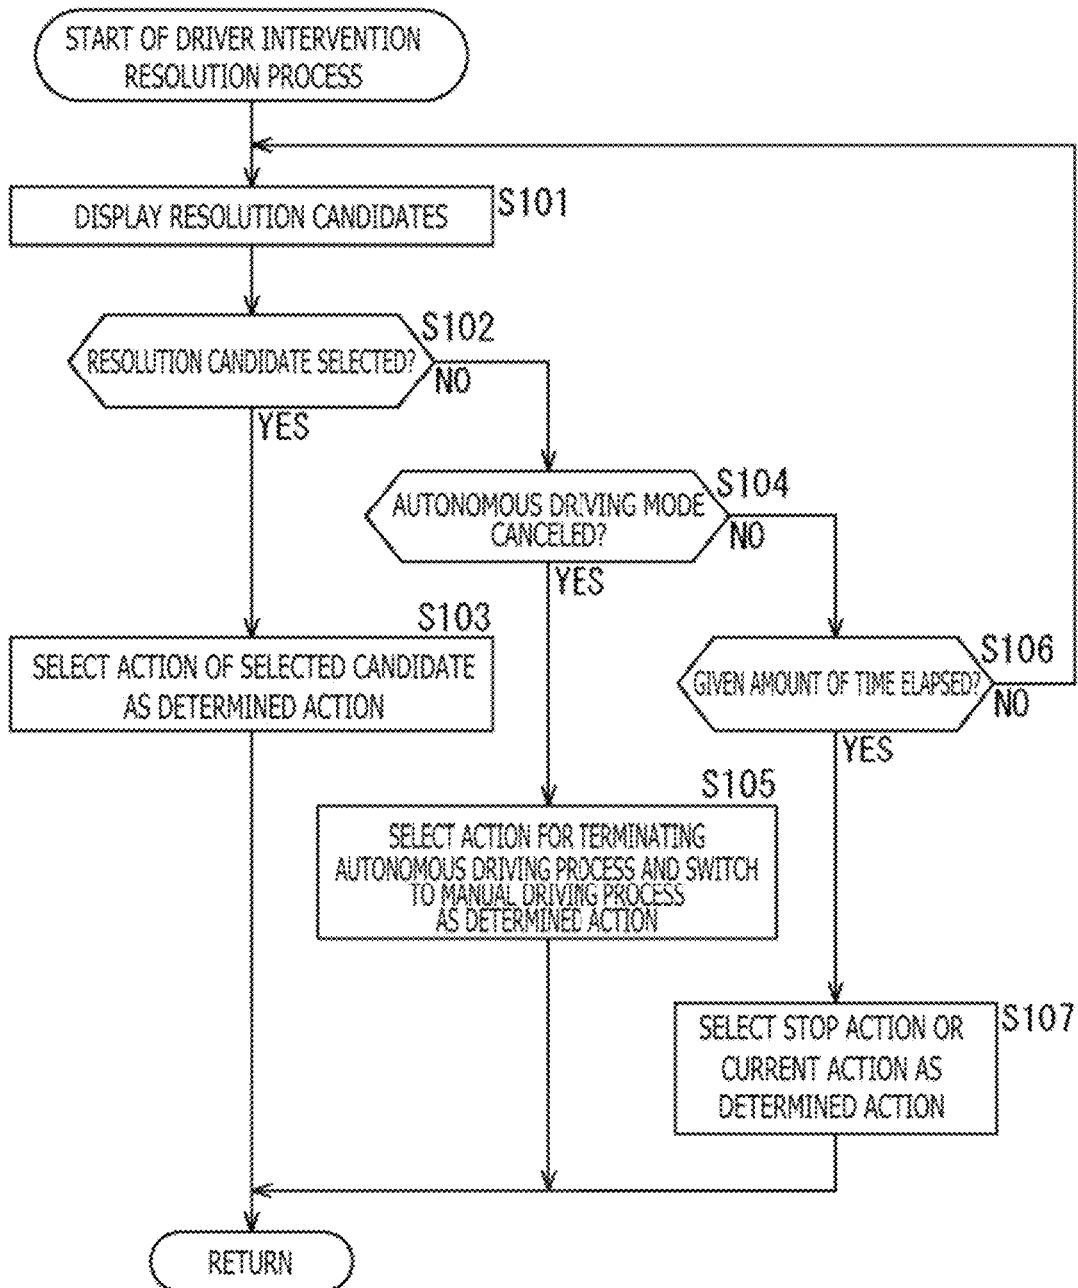 START OF DRIVER INTERVENTION
RESOLUTION PROCESS
DISPLAY RESOLUTION CANDIDATES
S101
RESOLUTION CANDIDATE SELECTED?
S102
NO
YES
AUTONOMOUS DRIVING MODE
CANCELED?
S104
NO
YES
S103
SELECT ACTION OF SELECTED CANDIDATE
AS DETERMINED ACTION
GIVEN AMOUNT OF TIME ELAPSED?
S106
NO
YES
S105
SELECT ACTION FOR TERMINATING
AUTONOMOUS DRIVING PROCESS AND SWITCH
TO MANUAL DRIVING PROCESS
AS DETERMINED ACTION
SELECT STOP ACTION OR
CURRENT ACTION AS
DETERMINED ACTION
S107
RETURN